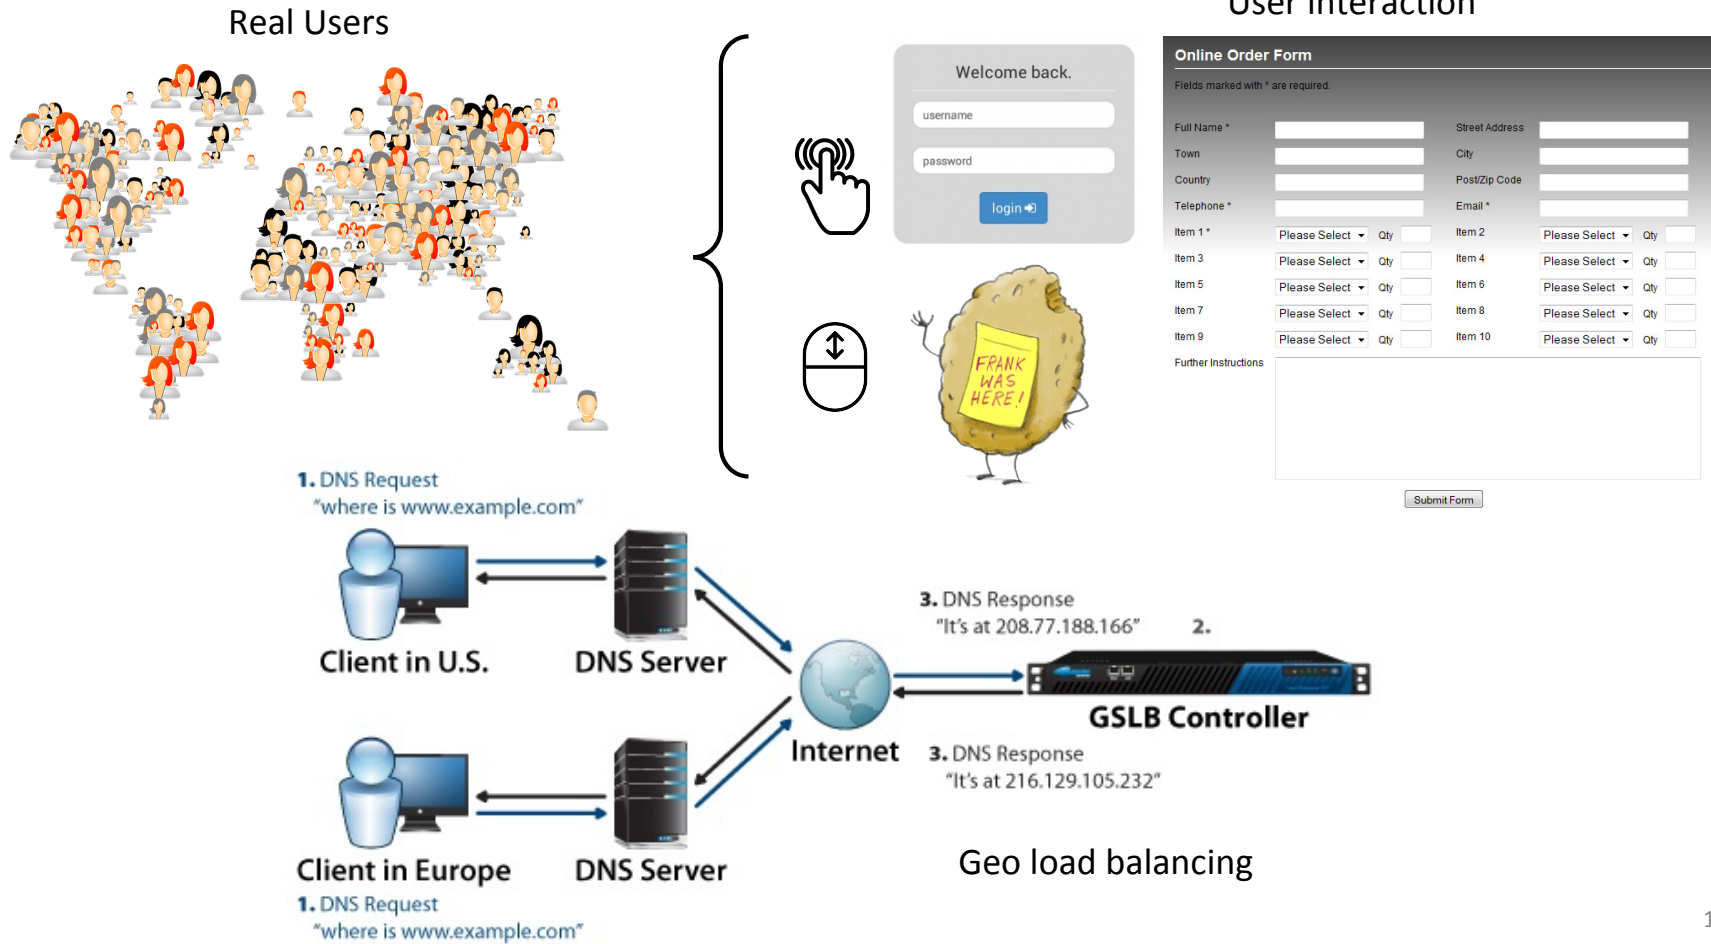 Real Users
User Interaction
Welcome back.
username
password
login
FRANK
WAS
HERE!
Online Order Form
Fields marked with * are required.
Full Name *
Street Address
Town
City
Country
Post/Zip Code
Telephone *
Email *
Item 1 * Please Select Qty
Item 2 Please Select Qty
Item 3 Please Select Qty
Item 4 Please Select Qty
Item 5 Please Select Qty
Item 6 Please Select Qty
Item 7 Please Select Qty
Item 8 Please Select Qty
Item 9 Please Select Qty
Item 10 Please Select Qty
Further Instructions
Submit Form
1. DNS Request
"where is www.example.com"
Client in U.S.
DNS Server
3. DNS Response
"It's at 208.77.188.166"
2.
GSLB Controller
Internet
3. DNS Response
"It's at 216.129.105.232"
Client in Europe
DNS Server
1. DNS Request
"where is www.example.com"
Geo load balancing
1